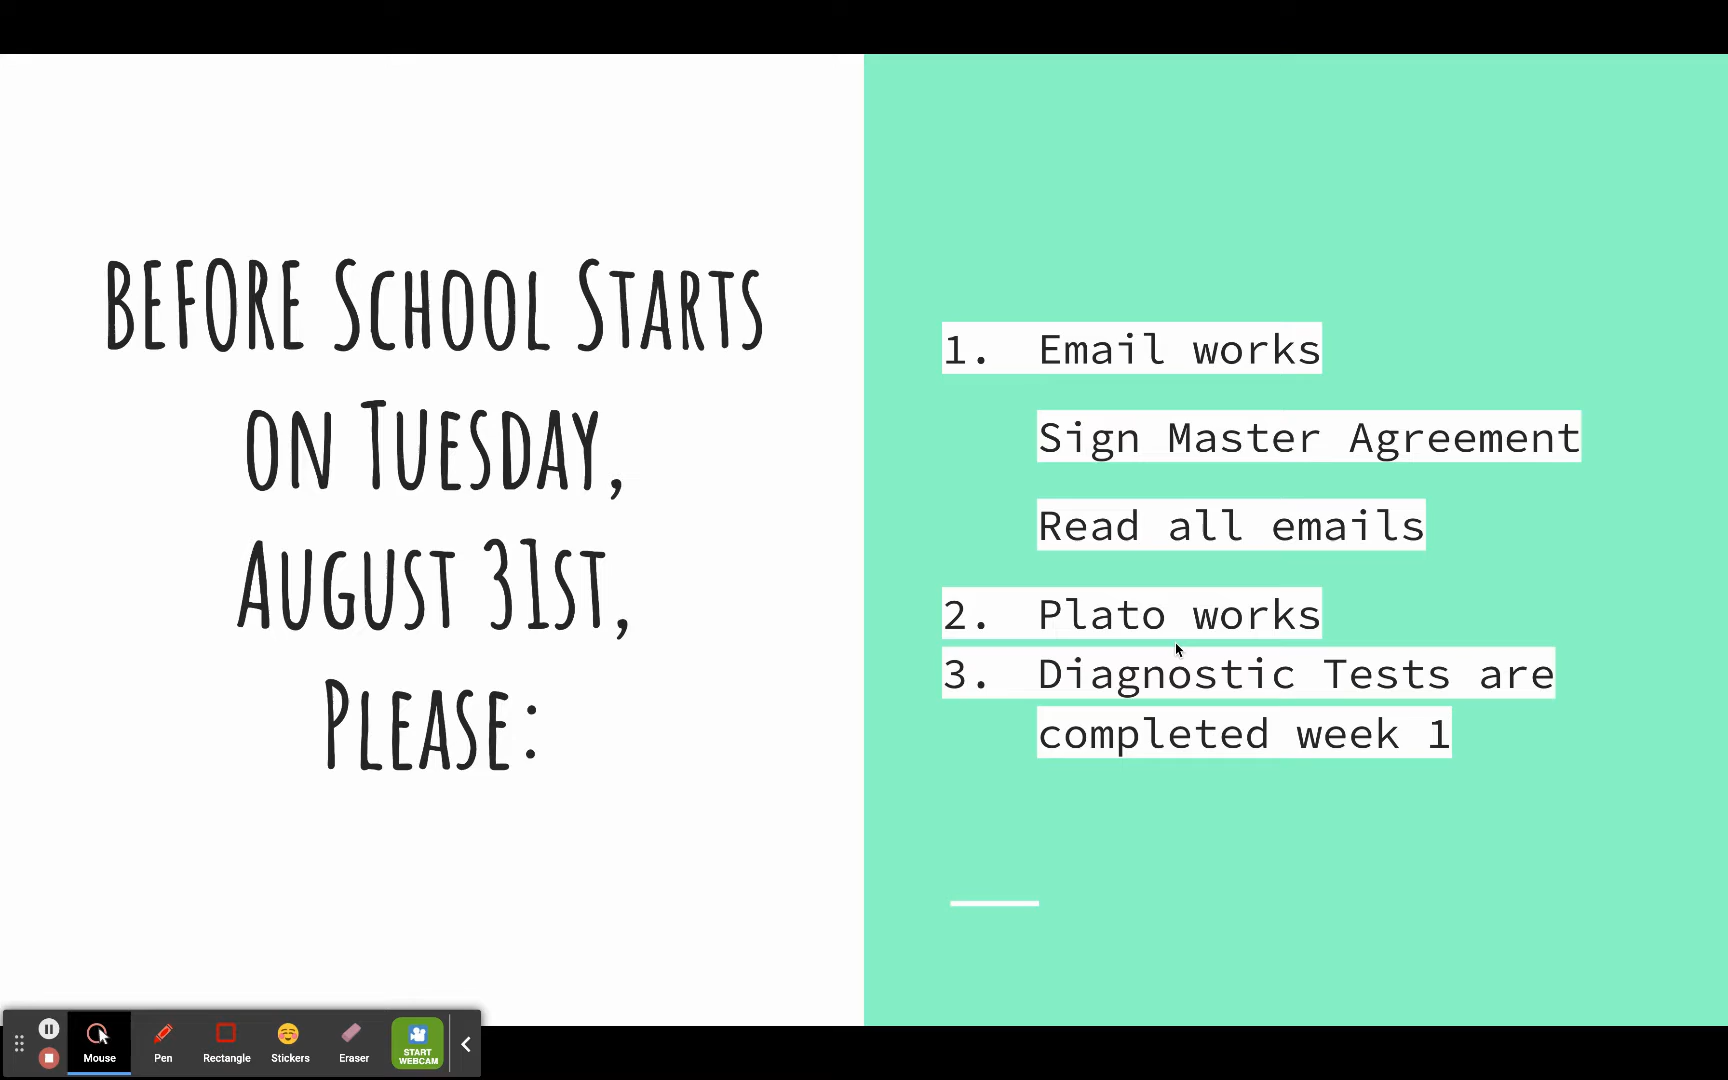 BEFORE SCHOOL STARTS
ON TUESDAY,
AUGUST 31ST,
PLEASE:
1. Email works
Sign Master Agreement
Read all emails
2. Plato works
3. Diagnostic Tests are
completed week 1
Mouse
Pen
Rectangle
Stickers
Eraser
START
WEBCAM